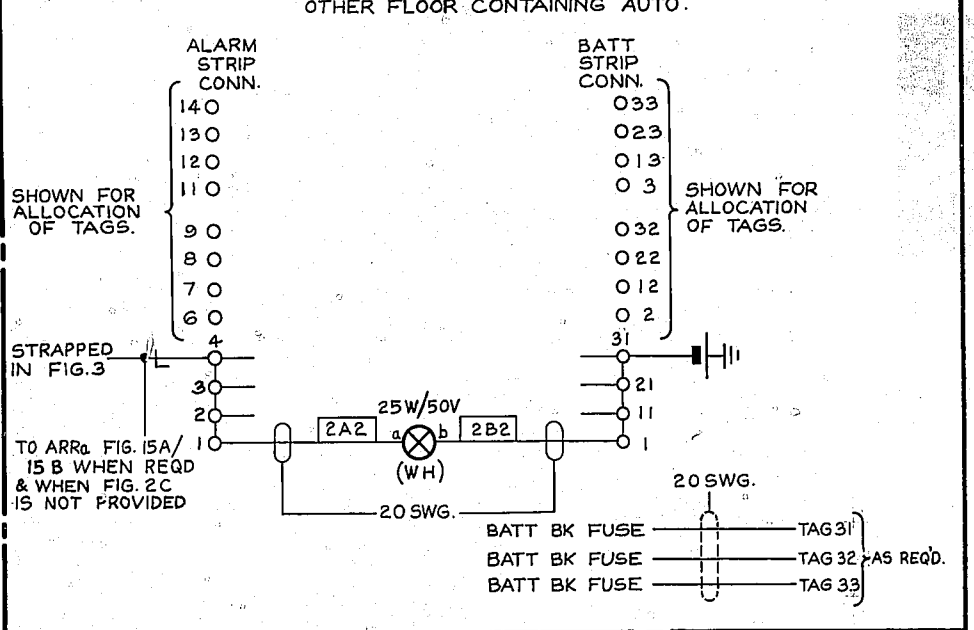 OTHER FLOOR CONTAINING AUTO.
ALARM
STRIP
CONN.
BATT
STRIP
CONN.
14
13
12
11
9
8
7
6
4
3
2
1
SHOWN FOR
ALLOCATION
OF TAGS.
33
23
13
3
32
22
12
2
31
21
11
1
SHOWN FOR
ALLOCATION
OF TAGS.
STRAPPED
IN FIG.3
TO ARRa FIG. 15A/
15B WHEN REQD
& WHEN FIG. 2C
IS NOT PROVIDED
25W/50V
2A2
a
b
2B2
(WH)
20 SWG.
20 SWG.
BATT BK FUSE
TAG 31
BATT BK FUSE
TAG 32
BATT BK FUSE
TAG 33
AS REQ'D.